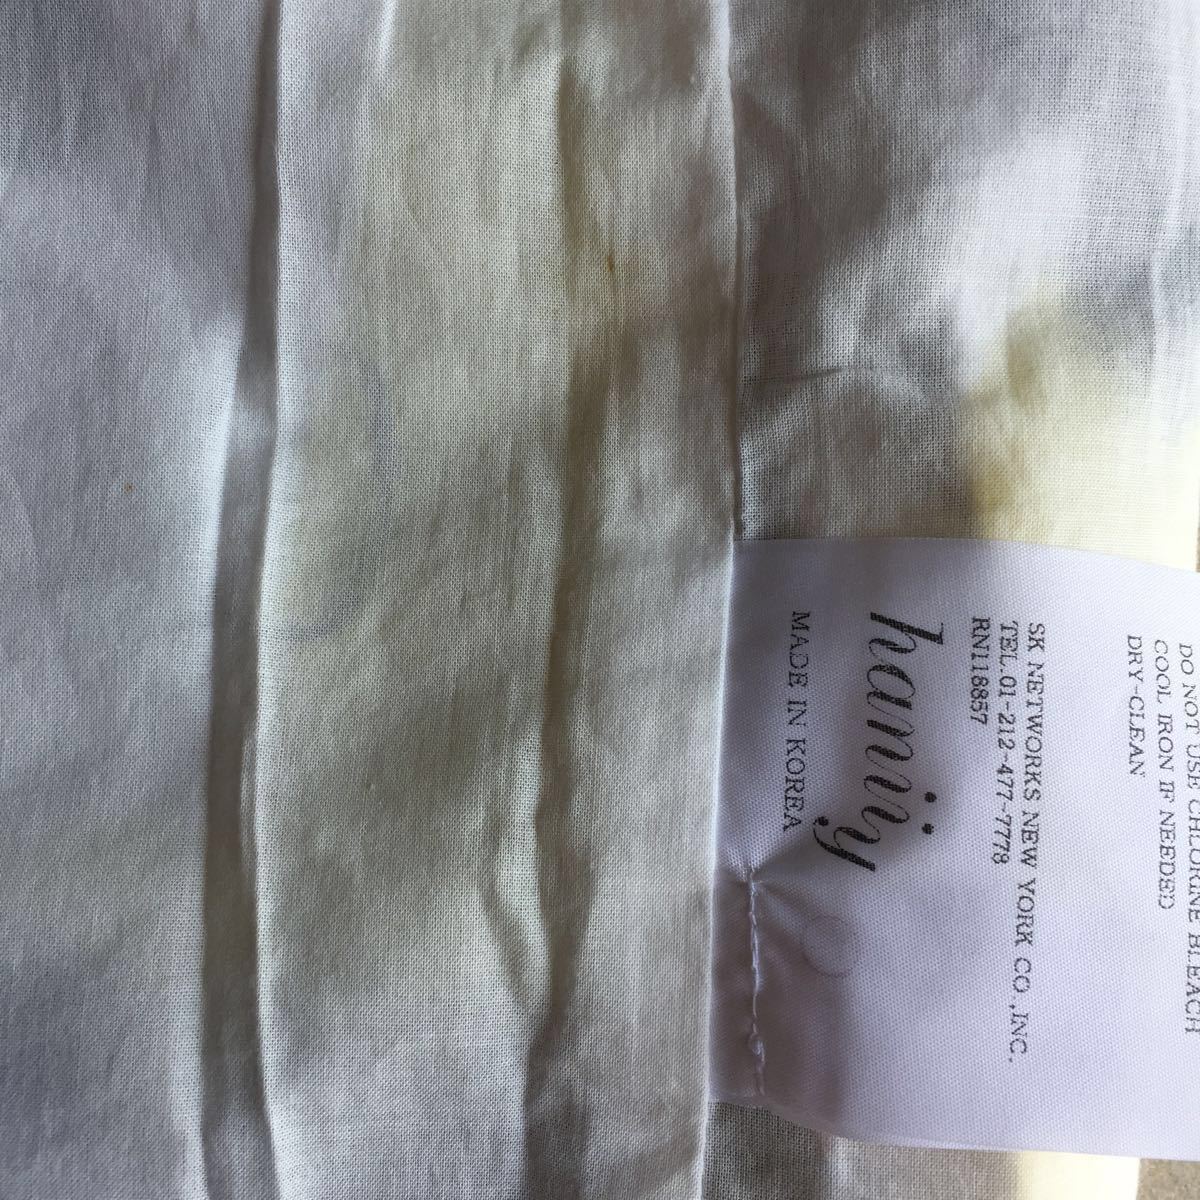 DO NOT USE CHLORINE BLEACH
COOL IRON IF NEEDED
DRY-CLEAN
SK NETWORKS NEW YORK CO.,INC.
TEL.01-212-477-7778
RN118857
hanii y
MADE IN KOREA